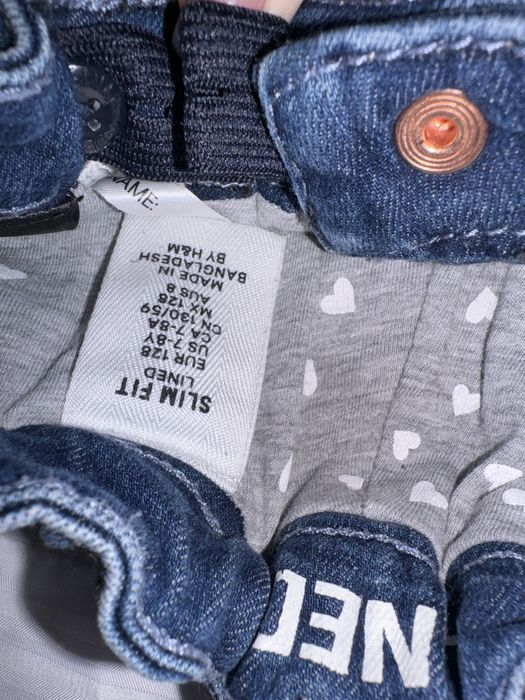 SLIM FIT
LINED
EUR 128
US 7-8Y
CA 7-8A
CN 130/59
MX 128
AUS 8
MADE IN
BANGLADESH
BY H&M
NAME:
NED